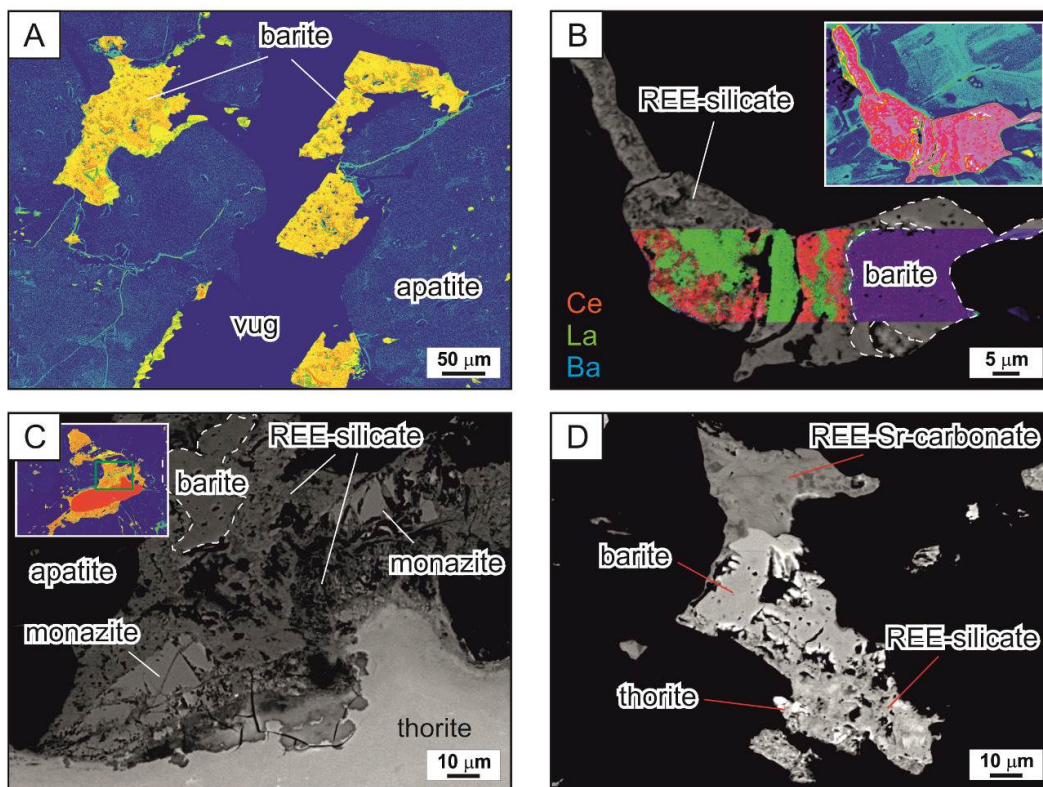 A
barite
apatite
vug
50 μm
B
REE-silicate
barite
Ce
La
Ba
5 μm
C
REE-silicate
barite
monazite
apatite
monazite
thorite
10 μm
D
REE-Sr-carbonate
barite
REE-silicate
thorite
10 μm